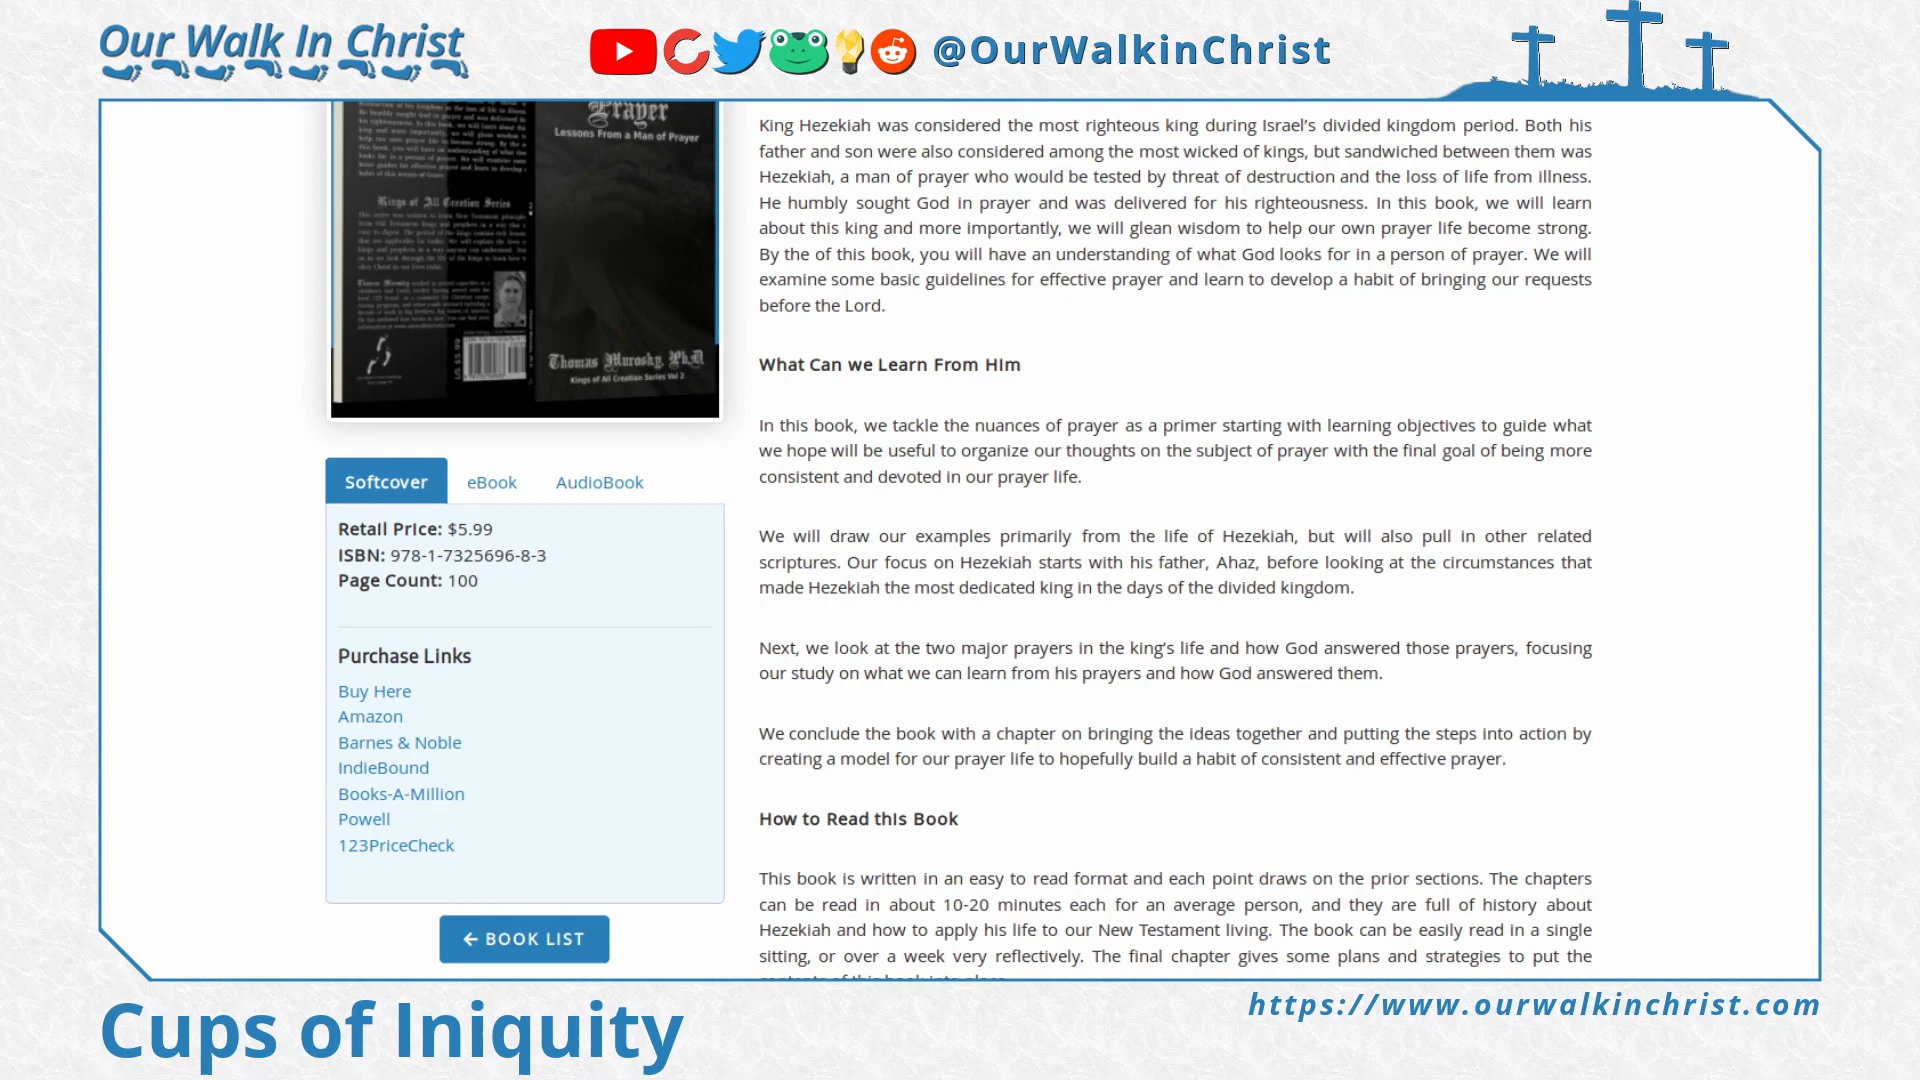 Our Walk In Christ
@OurWalkinChrist
Prayer
Lessons From a Man of Prayer
Kings of All Creation Series
Thomas Murosky, Ph.D
Kings of All Creation Series Vol 2
US $5.99
Softcover
eBook
AudioBook
Retail Price: $5.99
ISBN: 978-1-7325696-8-3
Page Count: 100
Purchase Links
Buy Here
Amazon
Barnes & Noble
IndieBound
Books-A-Million
Powell
123PriceCheck
← BOOK LIST
King Hezekiah was considered the most righteous king during Israel’s divided kingdom period. Both his
father and son were also considered among the most wicked of kings, but sandwiched between them was
Hezekiah, a man of prayer who would be tested by threat of destruction and the loss of life from illness.
He humbly sought God in prayer and was delivered for his righteousness. In this book, we will learn
about this king and more importantly, we will glean wisdom to help our own prayer life become strong.
By the of this book, you will have an understanding of what God looks for in a person of prayer. We will
examine some basic guidelines for effective prayer and learn to develop a habit of bringing our requests
before the Lord.
What Can we Learn From HIm
In this book, we tackle the nuances of prayer as a primer starting with learning objectives to guide what
we hope will be useful to organize our thoughts on the subject of prayer with the final goal of being more
consistent and devoted in our prayer life.
We will draw our examples primarily from the life of Hezekiah, but will also pull in other related
scriptures. Our focus on Hezekiah starts with his father, Ahaz, before looking at the circumstances that
made Hezekiah the most dedicated king in the days of the divided kingdom.
Next, we look at the two major prayers in the king’s life and how God answered those prayers, focusing
our study on what we can learn from his prayers and how God answered them.
We conclude the book with a chapter on bringing the ideas together and putting the steps into action by
creating a model for our prayer life to hopefully build a habit of consistent and effective prayer.
How to Read this Book
This book is written in an easy to read format and each point draws on the prior sections. The chapters
can be read in about 10-20 minutes each for an average person, and they are full of history about
Hezekiah and how to apply his life to our New Testament living. The book can be easily read in a single
sitting, or over a week very reflectively. The final chapter gives some plans and strategies to put the
Cups of Iniquity
https://www.ourwalkinchrist.com